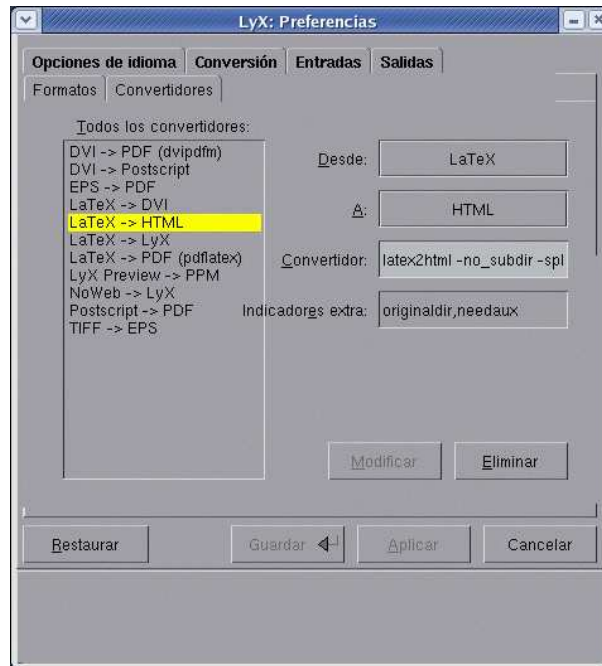 LyX: Preferencias
Opciones de idioma Conversión Entradas Salidas
Formatos Convertidores
Todos los convertidores:
DVI -> PDF (dvipdfm)
DVI -> Postscript
EPS -> PDF
LaTeX -> DVI
LaTeX -> HTML
LaTeX -> LyX
LaTeX -> PDF (pdflatex)
LyX Preview -> PPM
NoWeb -> LyX
Postscript -> PDF
TIFF -> EPS
Desde: LaTeX
A: HTML
Convertidor: latex2html -no_subdir -spl
Indicadores extra: originaldir,needaux
Modificar Eliminar
Restaurar Guardar Aplicar Cancelar